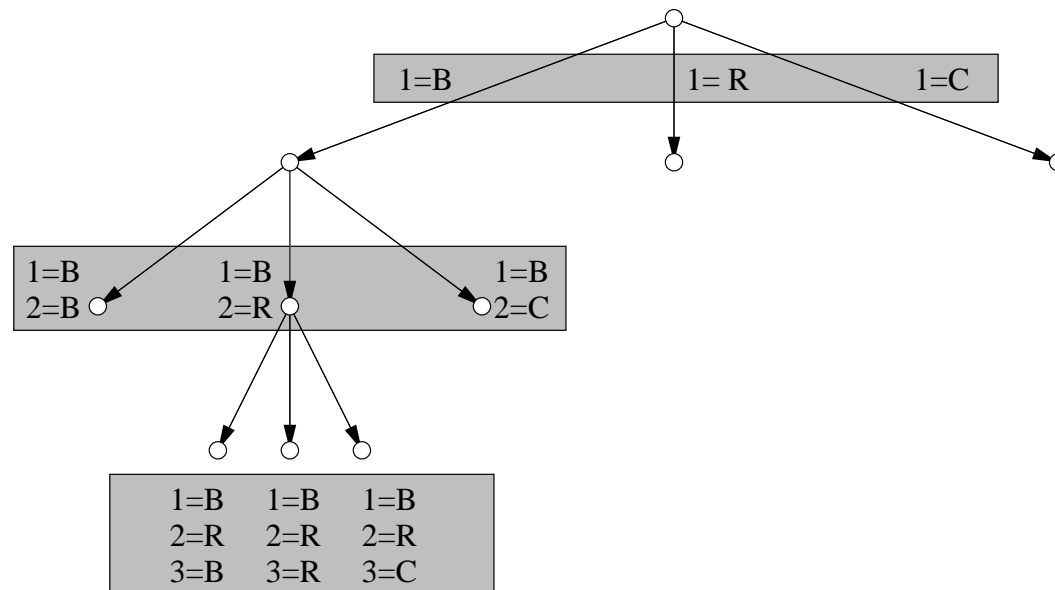 1=B 1= R 1=C
1=B 1=B 1=B
2=B 2=R 2=C
1=B 1=B 1=B
2=R 2=R 2=R
3=B 3=R 3=C